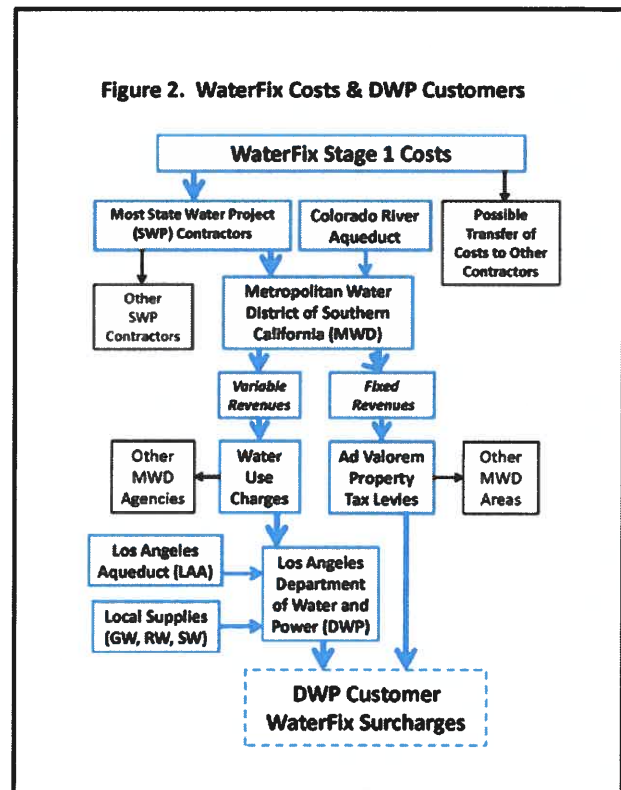 Figure 2. WaterFix Costs & DWP Customers
WaterFix Stage 1 Costs
Most State Water Project
(SWP) Contractors
Colorado River
Aqueduct
Possible
Transfer of
Costs to Other
Contractors
Other
SWP
Contractors
Metropolitan Water
District of Southern
California (MWD)
Variable
Revenues
Fixed
Revenues
Other
MWD
Agencies
Water
Use
Charges
Ad Valorem
Property
Tax Levies
Other
MWD
Areas
Los Angeles
Aqueduct (LAA)
Los Angeles
Department
of Water and
Power (DWP)
Local Supplies
(GW, RW, SW)
DWP Customer
WaterFix Surcharges